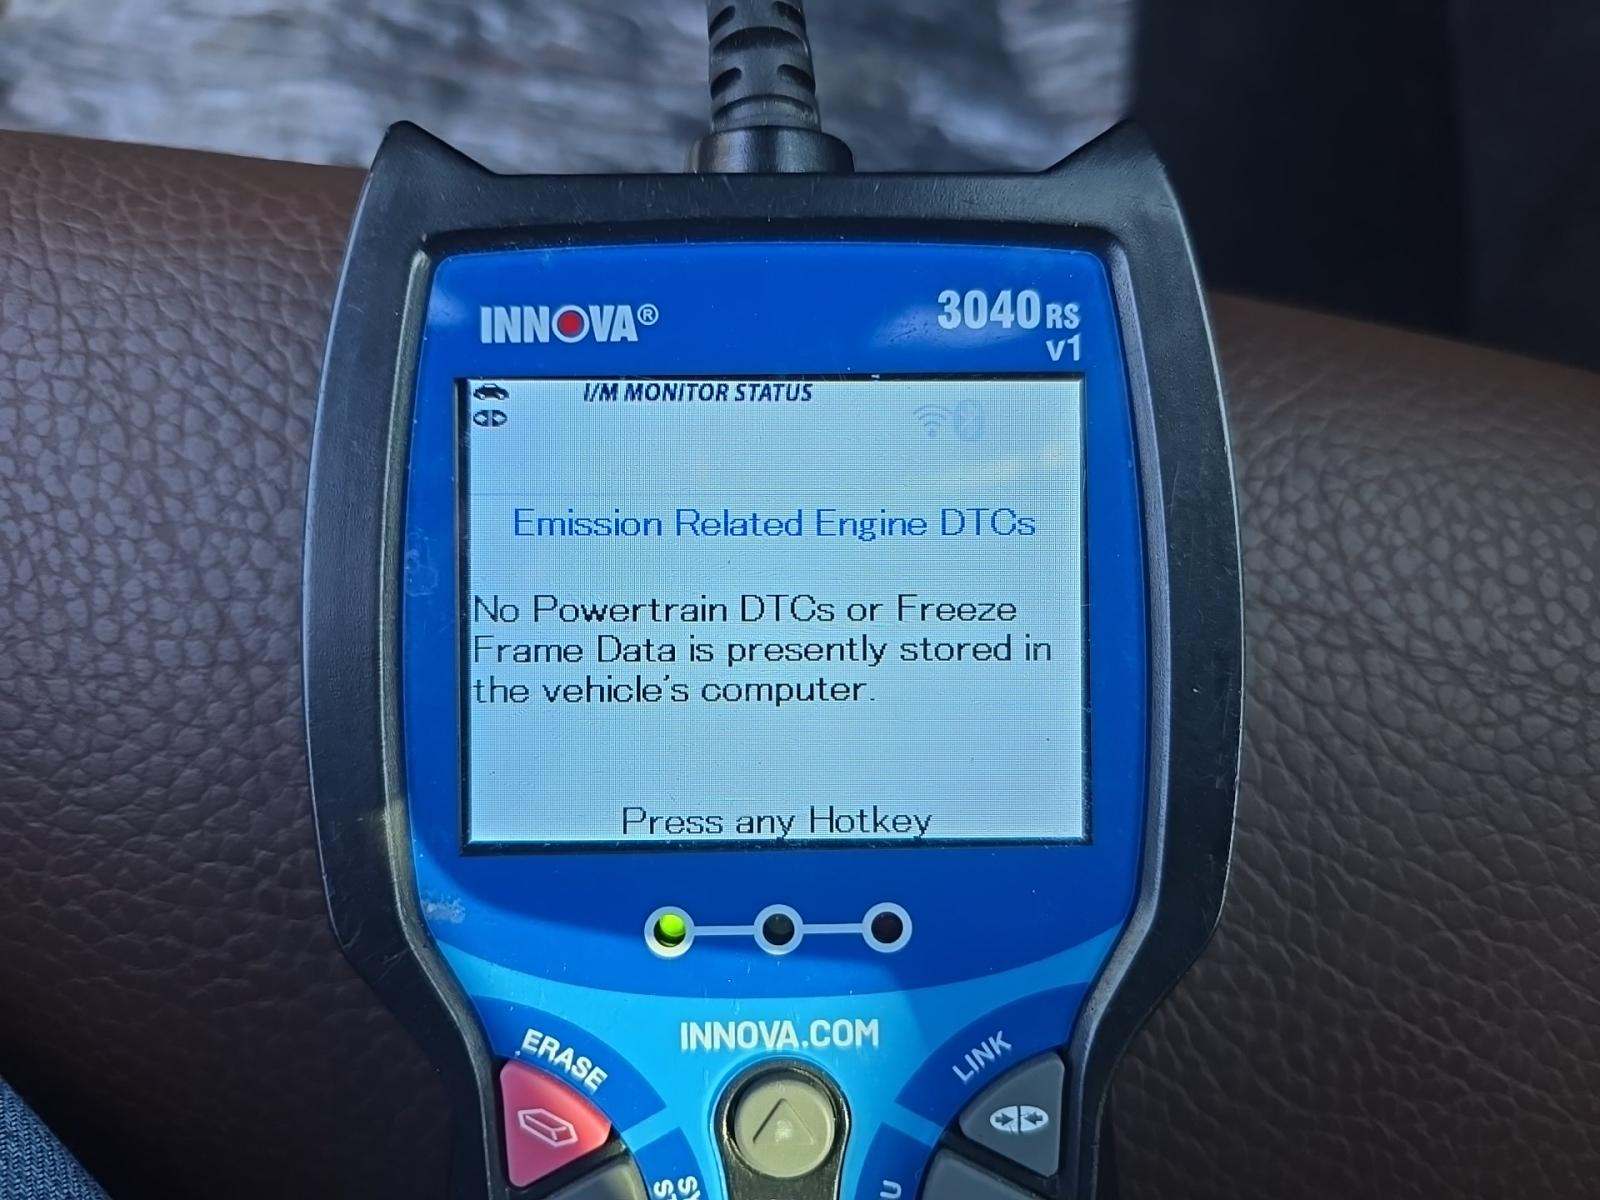 INNOVA®
3040RS
v1
I/M MONITOR STATUS
Emission Related Engine DTCs
No Powertrain DTCs or Freeze
Frame Data is presently stored in
the vehicle's computer.
Press any Hotkey
INNOVA.COM
ERASE
LINK